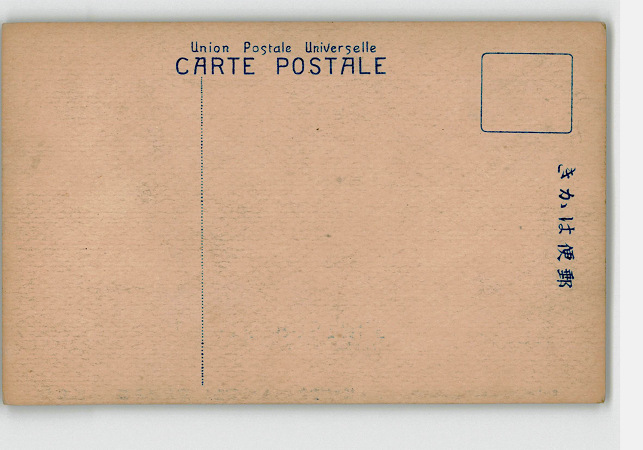 Union Postale Universelle
CARTE POSTALE
きかは便郵